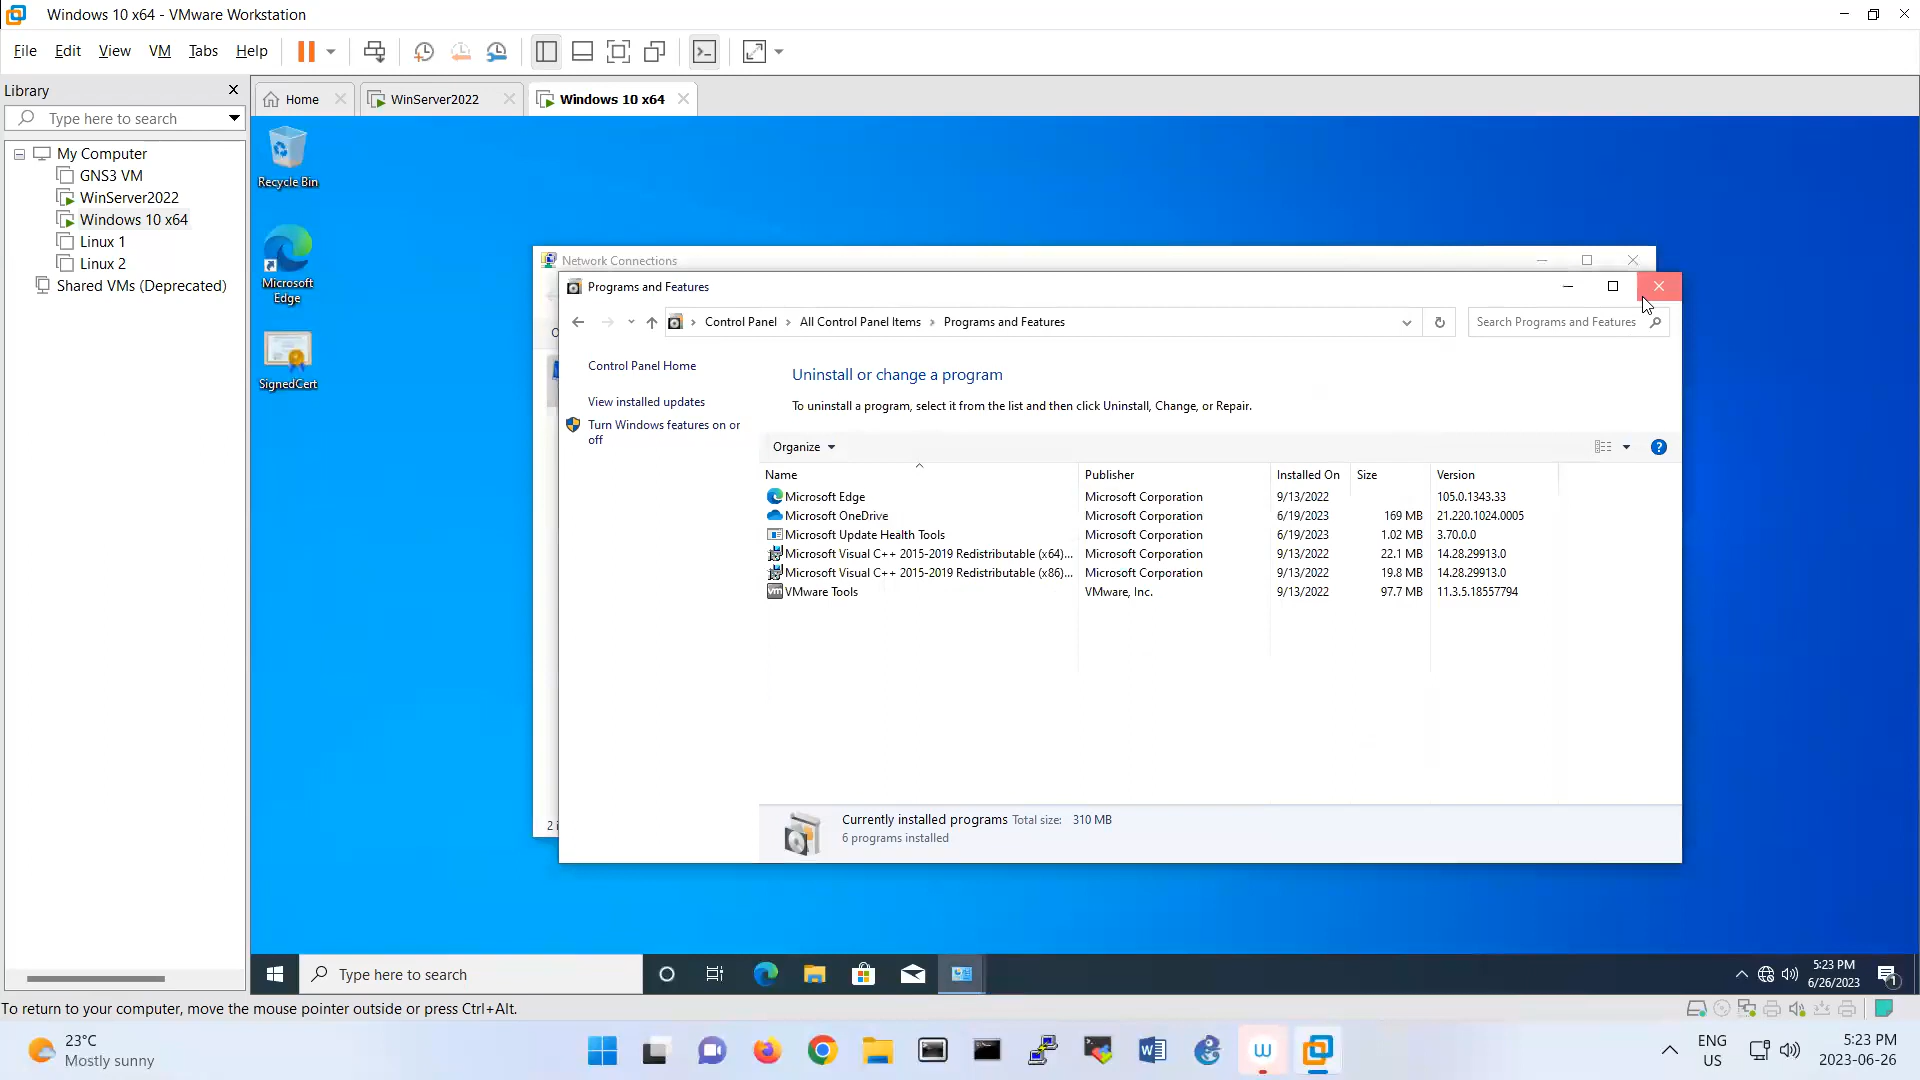 Windows 10 x64 - VMware Workstation
File Edit View VM Tabs Help
Library
Type here to search
My Computer
GNS3 VM
WinServer2022
Windows 10 x64
Linux 1
Linux 2
Shared VMs (Deprecated)
Home
WinServer2022
Windows 10 x64
Recycle Bin
Microsoft
Edge
SignedCert
Network Connections
Programs and Features
Control Panel
All Control Panel Items
Programs and Features
Search Programs and Features
Control Panel Home
View installed updates
Turn Windows features on or
off
Uninstall or change a program
To uninstall a program, select it from the list and then click Uninstall, Change, or Repair.
Organize
Name Publisher Installed On Size Version
Microsoft Edge Microsoft Corporation 9/13/2022 105.0.1343.33
Microsoft OneDrive Microsoft Corporation 6/19/2023 169 MB 21.220.1024.0005
Microsoft Update Health Tools Microsoft Corporation 6/19/2023 1.02 MB 3.70.0.0
Microsoft Visual C++ 2015-2019 Redistributable (x64)... Microsoft Corporation 9/13/2022 22.1 MB 14.28.29913.0
Microsoft Visual C++ 2015-2019 Redistributable (x86)... Microsoft Corporation 9/13/2022 19.8 MB 14.28.29913.0
VMware Tools VMware, Inc. 9/13/2022 97.7 MB 11.3.5.18557794
Currently installed programs Total size: 310 MB
6 programs installed
Type here to search
5:23 PM
6/26/2023
To return to your computer, move the mouse pointer outside or press Ctrl+Alt.
23°C
Mostly sunny
ENG
US
5:23 PM
2023-06-26